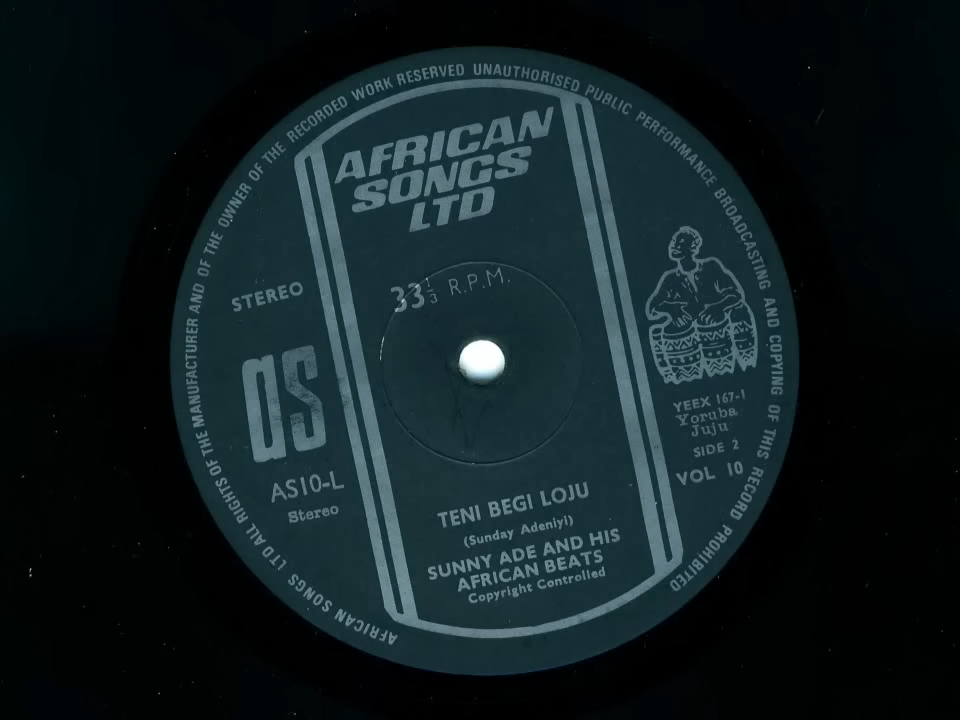 AFRICAN SONGS LTD ALL RIGHTS OF THE MANUFACTURER AND OF THE OWNER OF THE RECORDED WORK RESERVED UNAUTHORISED PUBLIC PERFORMANCE BROADCASTING AND COPYING OF THIS RECORD PROHIBITED
AFRICAN
SONGS
LTD
33⅓ R.P.M.
STEREO
as
AS10-L
Stereo
YEEX 167-1
Yoruba
Juju
SIDE 2
VOL 10
TENI BEGI LOJU
(Sunday Adeniyi)
SUNNY ADE AND HIS
AFRICAN BEATS
Copyright Controlled